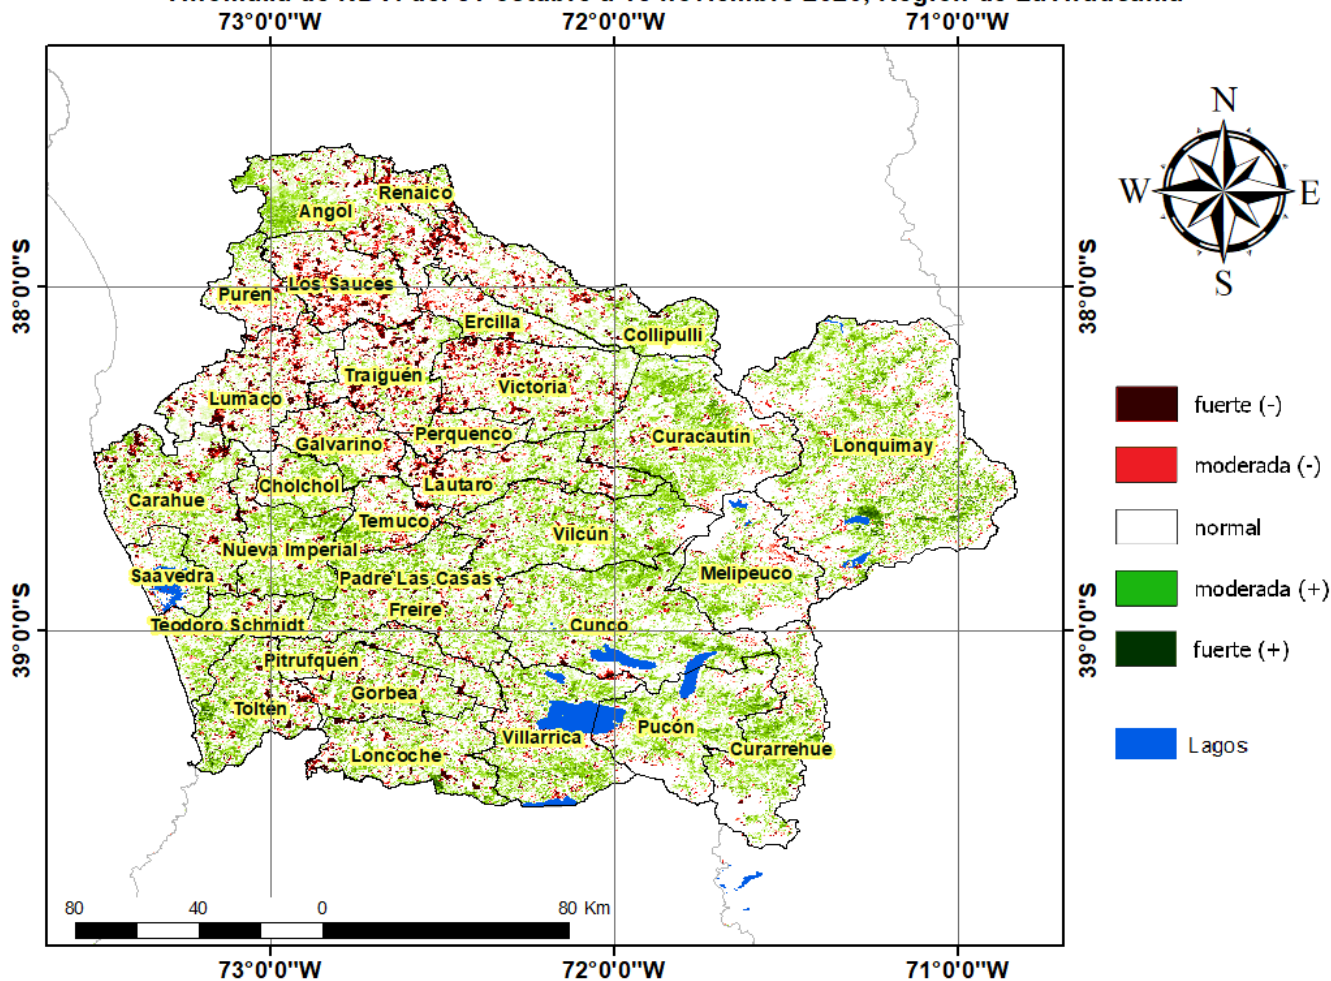 73°0'0"W 72°0'0"W 71°0'0"W
N
W E
S
38°0'0"S
38°0'0"S
39°0'0"S
39°0'0"S
Renaico
Angol
Los Sauces
Purén
Ercilla
Collipulli
Traiguén
Victoria
Lumaco
Perquenco
Galvarino
Curacautín
Lonquimay
Cholchol
Lautaro
Carahue
Temuco
Vilcún
Nueva Imperial
Saavedra
Padre Las Casas
Melipeuco
Freire
Teodoro Schmidt
Cunco
Pitrufquén
Gorbea
Toltén
Villarrica
Pucón
Loncoche
Curarrehue
fuerte (-)
moderada (-)
normal
moderada (+)
fuerte (+)
Lagos
80 40 0 80 Km
73°0'0"W 72°0'0"W 71°0'0"W